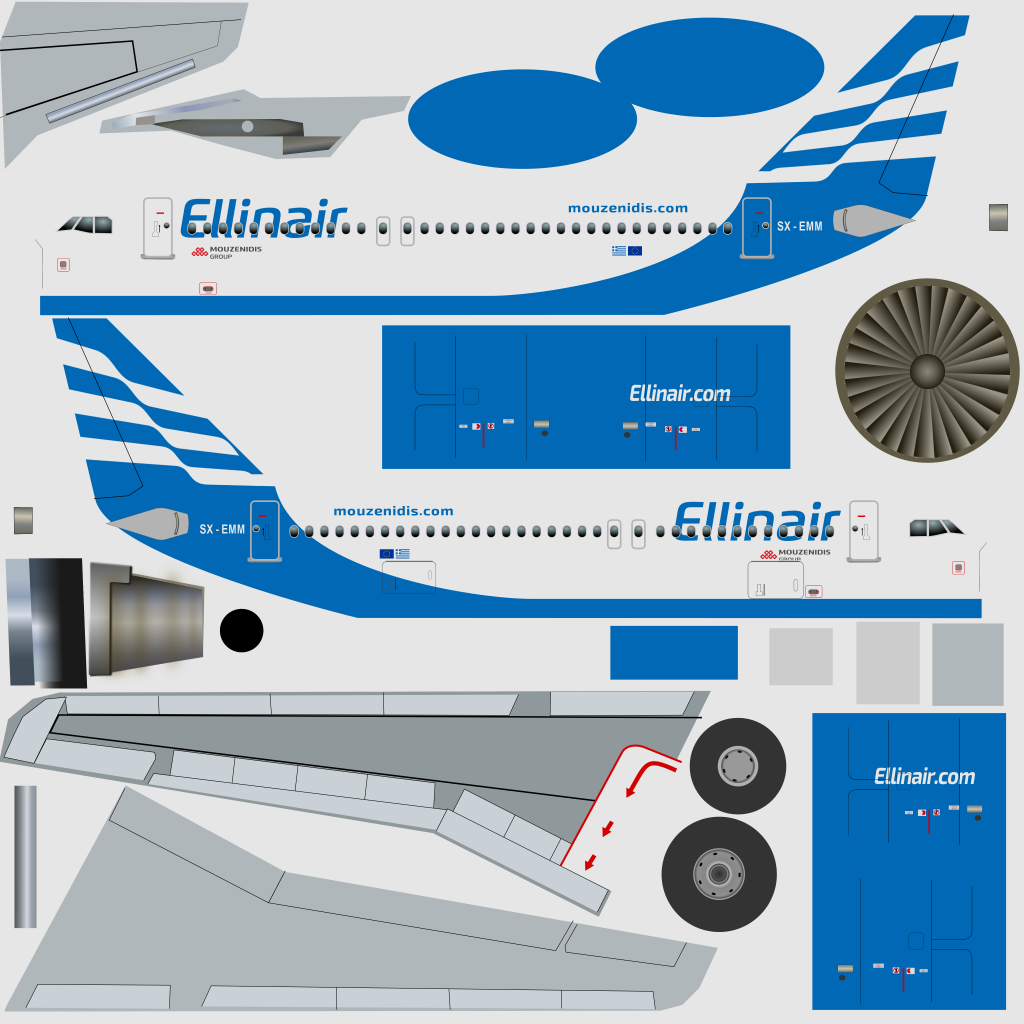 Ellinair
mouzenidis.com
SX - EMM
MOUZENIDIS
GROUP
Ellinair.com
mouzenidis.com
Ellinair
SX - EMM
MOUZENIDIS
GROUP
Ellinair.com